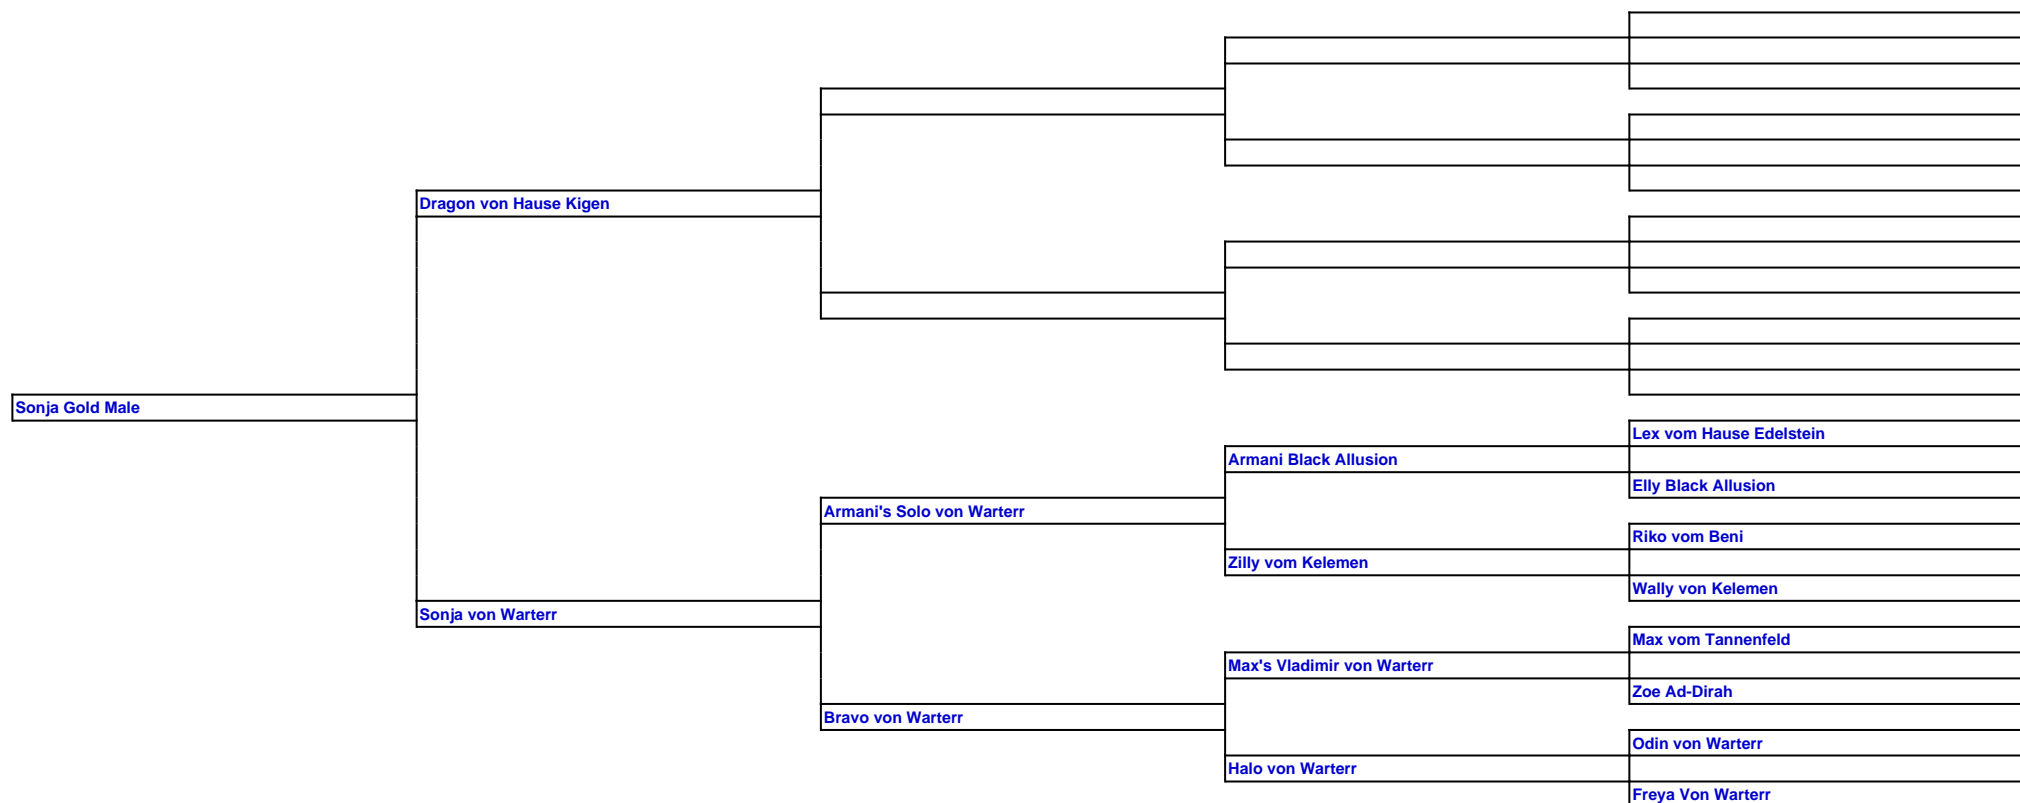 Dragon von Hause Kigen
Sonja Gold Male
Lex vom Hause Edelstein
Armani Black Allusion
Elly Black Allusion
Armani's Solo von Warterr
Riko vom Beni
Zilly vom Kelemen
Wally von Kelemen
Sonja von Warterr
Max vom Tannenfeld
Max's Vladimir von Warterr
Zoe Ad-Dirah
Bravo von Warterr
Odin von Warterr
Halo von Warterr
Freya Von Warterr